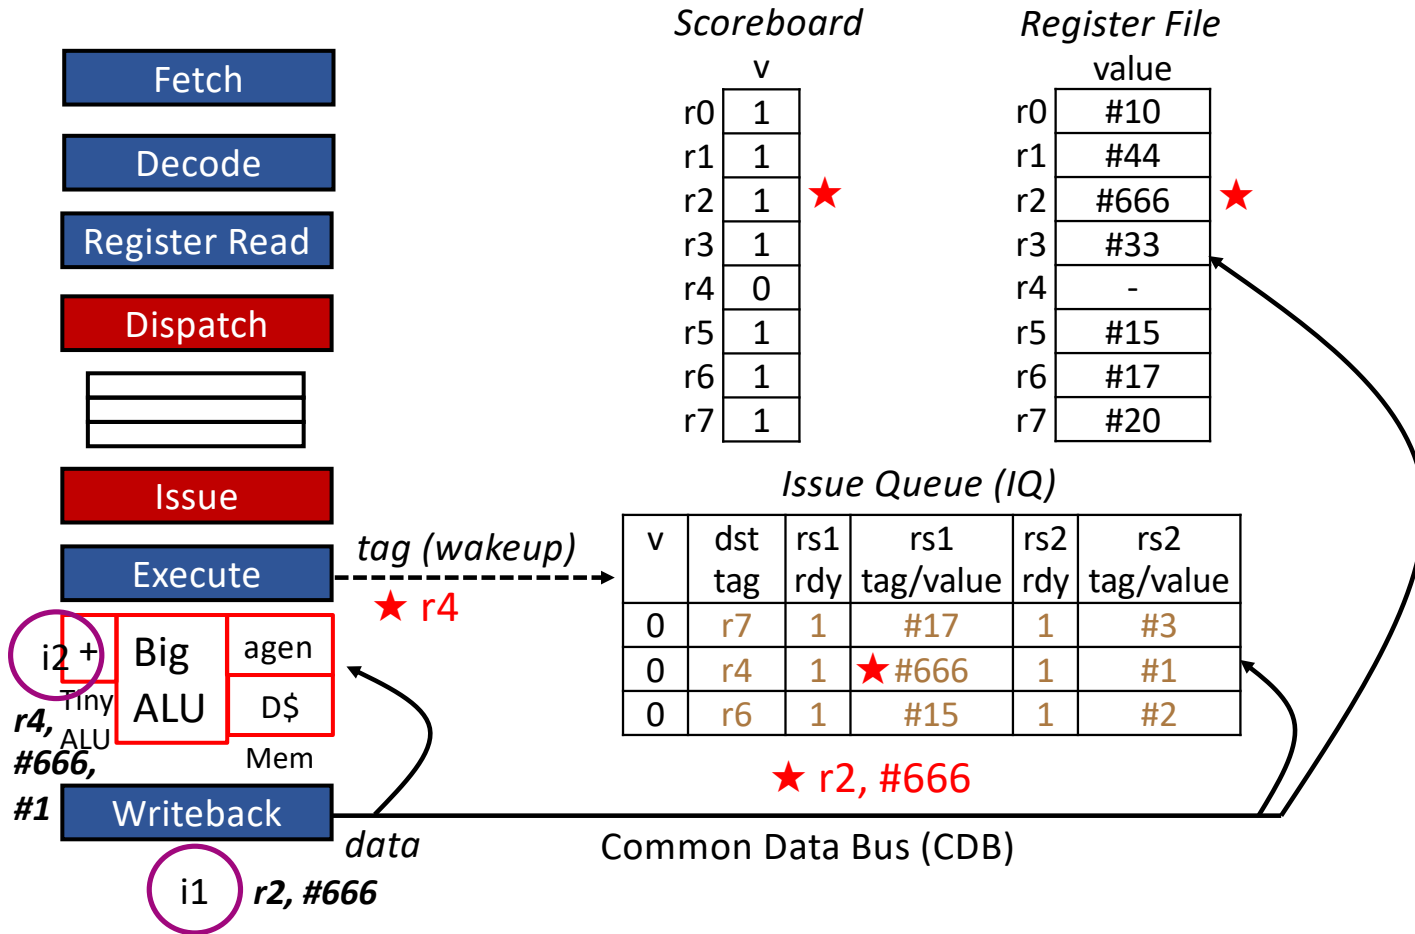 Scoreboard
v
r0 1
r1 1
r2 1 ★
r3 1
r4 0
r5 1
r6 1
r7 1
Register File
value
r0 #10
r1 #44
r2 #666 ★
r3 #33
r4 -
r5 #15
r6 #17
r7 #20
Fetch
Decode
Register Read
Dispatch
Issue
Execute
tag (wakeup)
★ r4
i2 +
Tiny
ALU
Big
ALU
agen
D$
Mem
r4,
#666,
#1
Writeback
data
i1
r2, #666
Issue Queue (IQ)
v dst rs1 rs1 rs2 rs2
tag rdy tag/value rdy tag/value
0 r7 1 #17 1 #3
0 r4 1 ★ #666 1 #1
0 r6 1 #15 1 #2
★ r2, #666
Common Data Bus (CDB)